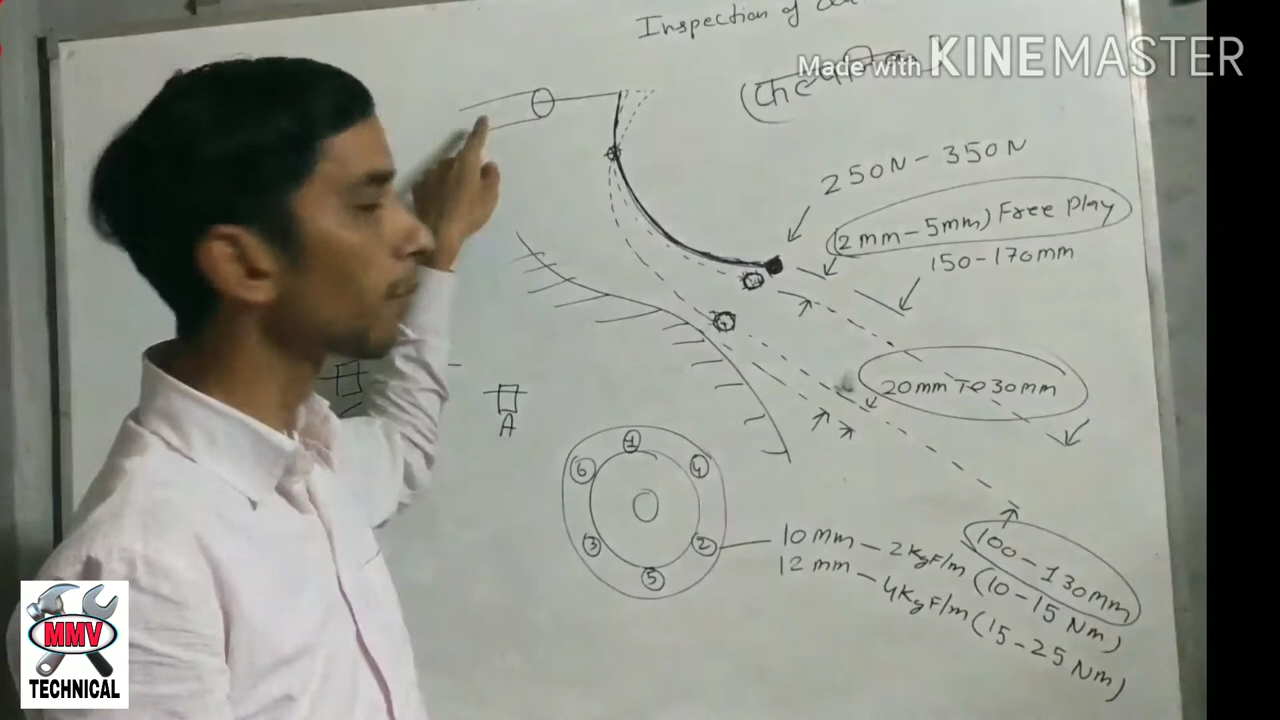 Inspection of
Made with KINEMASTER
250N - 350N
(2mm - 5mm) Free Play
150 - 170mm
20mm To 30mm
A
1
6
4
3
2
5
10mm - 2KgF/m (10 - 15 Nm)
12mm - 4KgF/m (15 - 25 Nm)
100 - 130mm
MMV
TECHNICAL